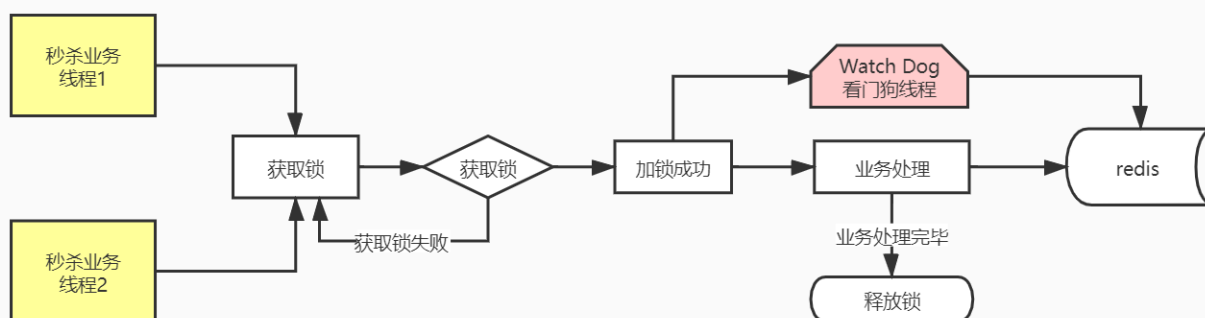 秒杀业务
线程1
Watch Dog
看门狗线程
获取锁
获取锁
加锁成功
业务处理
redis
获取锁失败
业务处理完毕
秒杀业务
线程2
释放锁